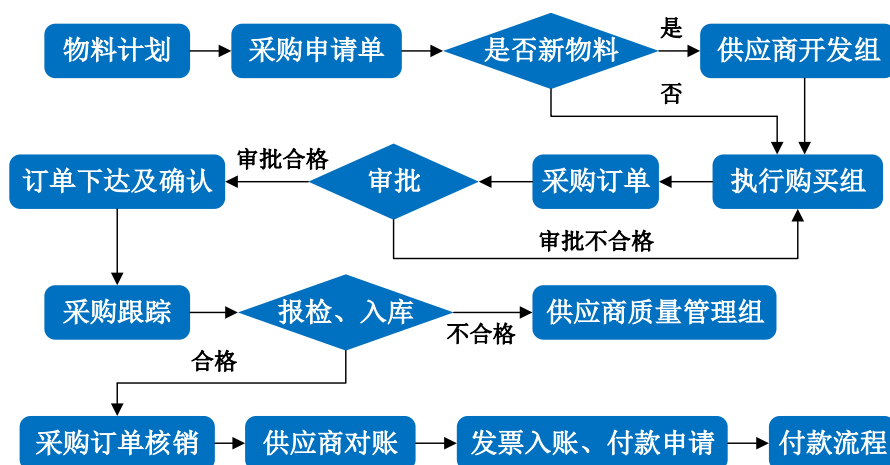 物料计划
采购申请单
是否新物料
是
供应商开发组
否
订单下达及确认
审批合格
审批
采购订单
执行购买组
审批不合格
采购跟踪
报检、入库
不合格
供应商质量管理组
合格
采购订单核销
供应商对账
发票入账、付款申请
付款流程